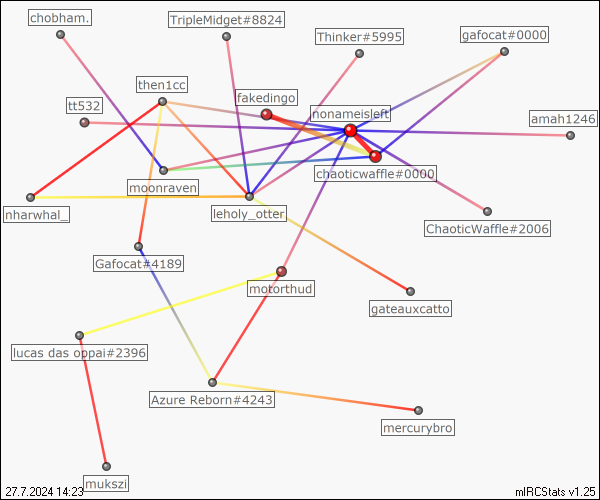 chobham.
TripleMidget#8824
Thinker#5995
gafocat#0000
then1cc
fakedingo
tt532
nonameisleft
amah1246
chaoticwaffle#0000
moonraven
nharwhal_
leholy_otter
ChaoticWaffle#2006
Gafocat#4189
motorthud
gateauxcatto
lucas das oppai#2396
Azure Reborn#4243
mercurybro
mukszi
27.7.2024 14:23
mIRCStats v1.25